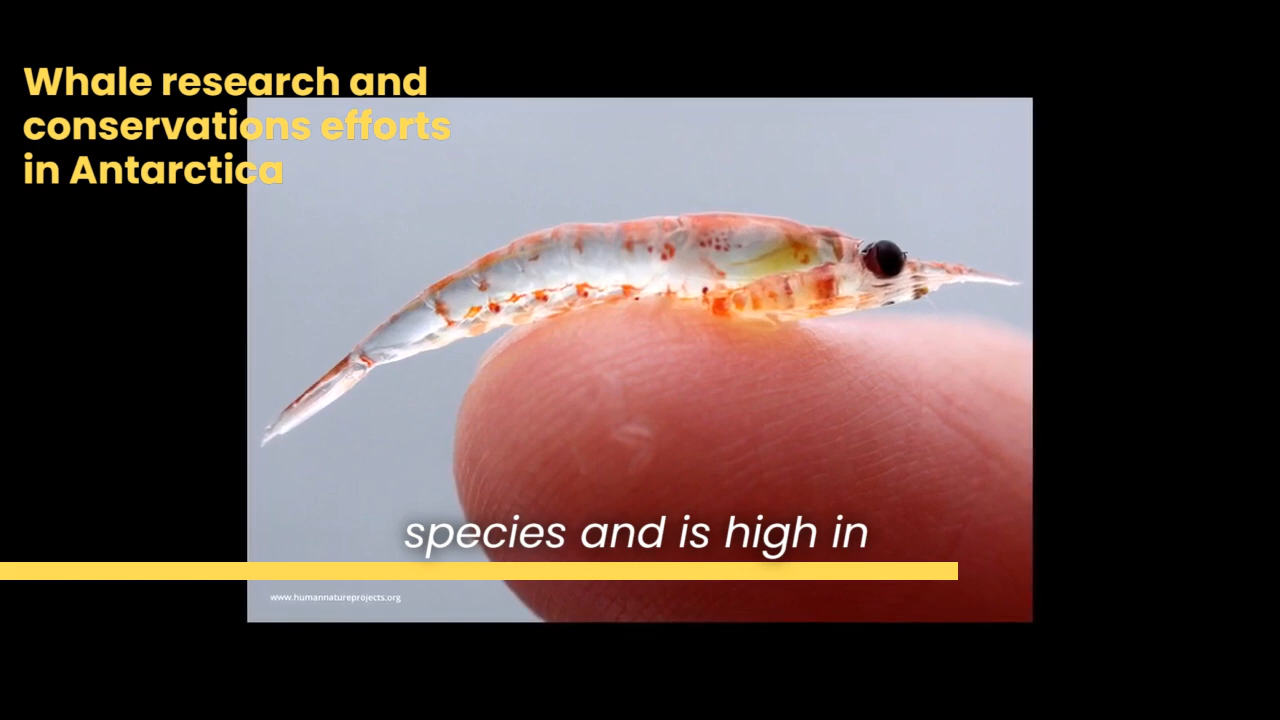 Whale research and
conservations efforts
in Antarctica
species and is high in
www.humannatureprojects.org